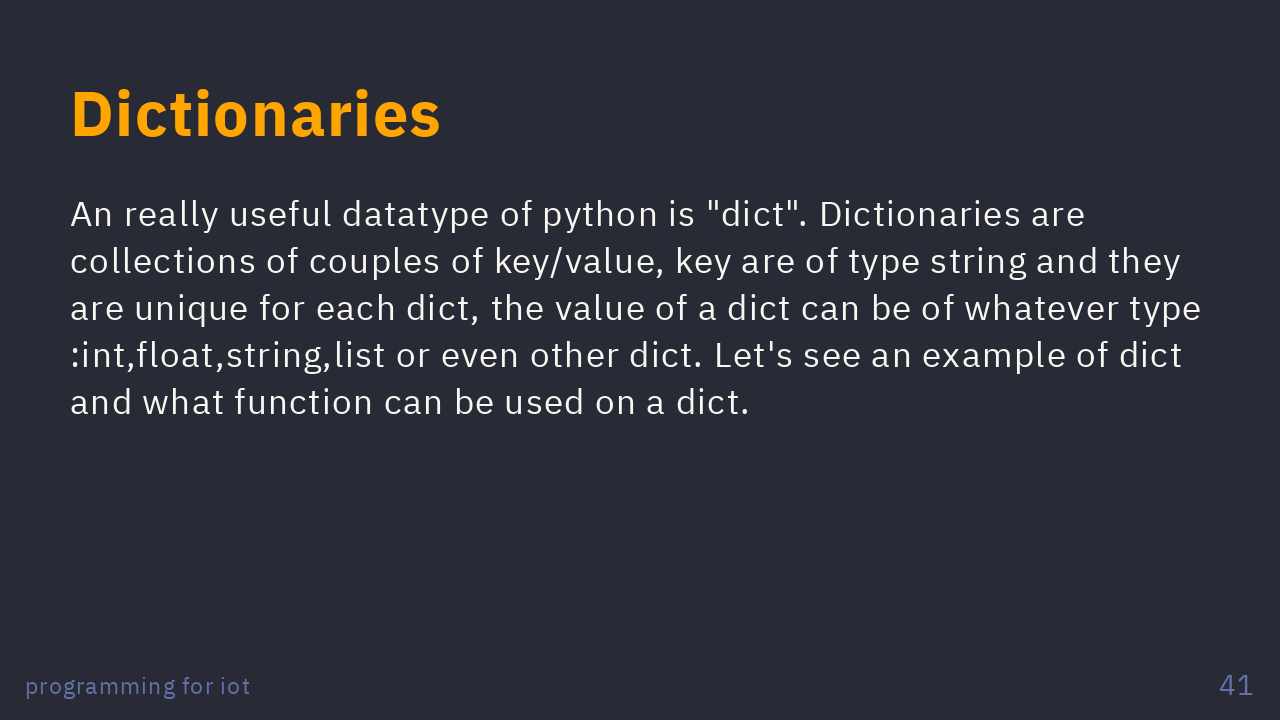 Dictionaries
An really useful datatype of python is "dict". Dictionaries are
collections of couples of key/value, key are of type string and they
are unique for each dict, the value of a dict can be of whatever type
:int,float,string,list or even other dict. Let's see an example of dict
and what function can be used on a dict.
programming for iot
41